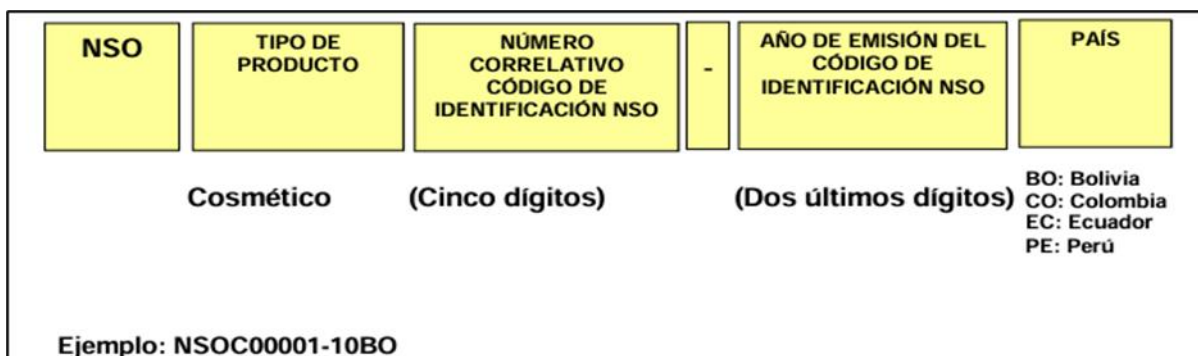 NSO
TIPO DE
PRODUCTO
NÚMERO
CORRELATIVO
CÓDIGO DE
IDENTIFICACIÓN NSO
-
AÑO DE EMISIÓN DEL
CÓDIGO DE
IDENTIFICACIÓN NSO
PAÍS
Cosmético
(Cinco dígitos)
(Dos últimos dígitos)
BO: Bolivia
CO: Colombia
EC: Ecuador
PE: Perú
Ejemplo: NSOC00001-10BO